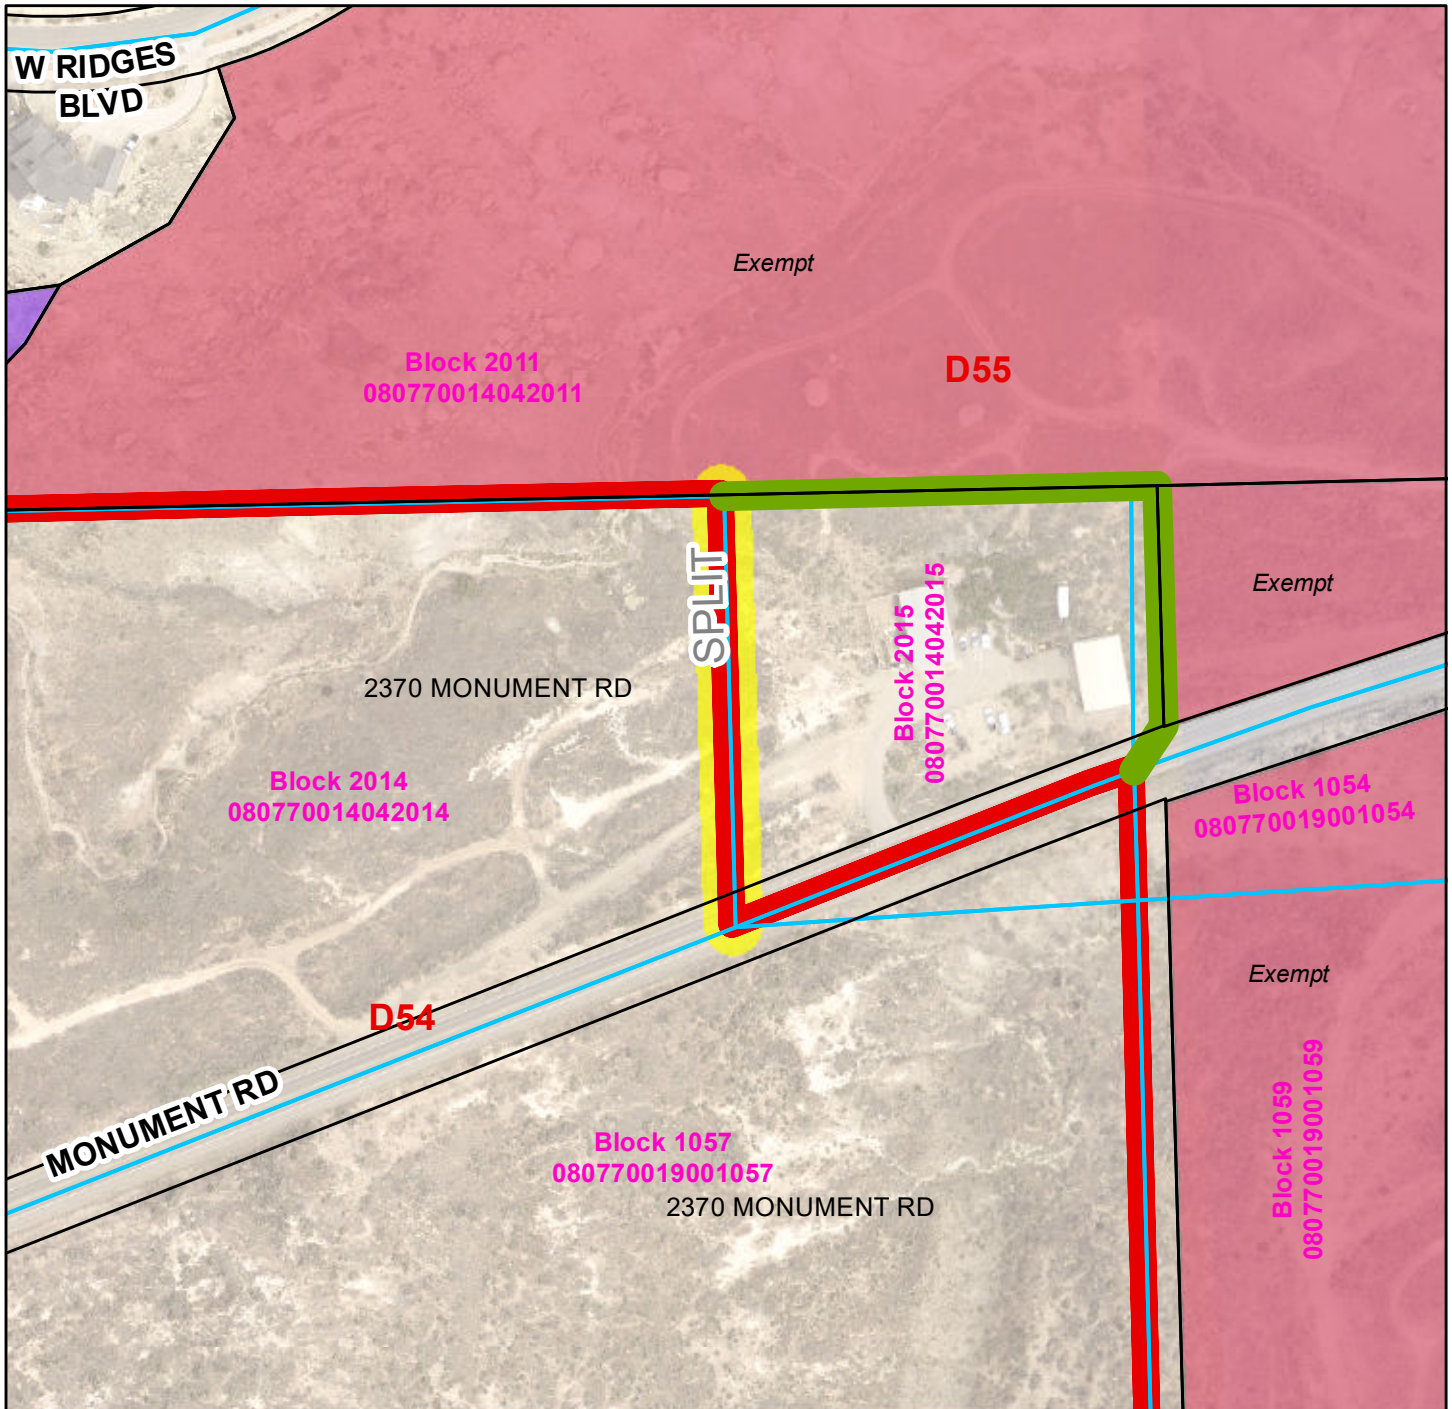 W RIDGES
BLVD
Exempt
Block 2011
080770014042011
D55
SPLIT
Exempt
Block 2015
080770014042015
2370 MONUMENT RD
Block 2014
080770014042014
Block 1054
080770019001054
Exempt
D54
MONUMENT RD
Block 1057
080770019001057
2370 MONUMENT RD
Block 1059
080770019001059